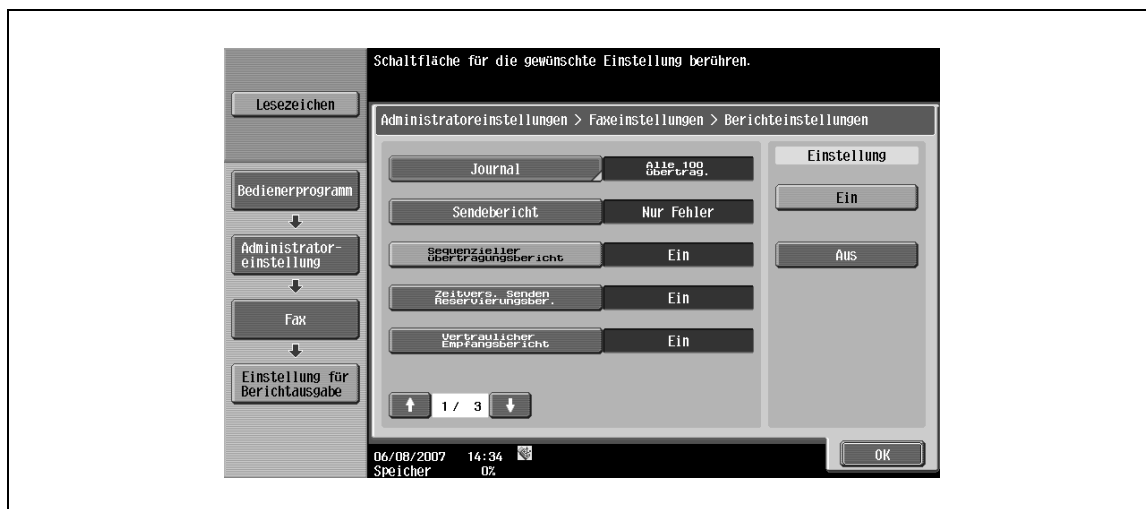 Schaltfläche für die gewünschte Einstellung berühren.
Lesezeichen
Administratoreinstellungen > Faxeinstellungen > Berichteinstellungen
Bedienerprogramm
Administrator-
einstellung
Fax
Einstellung für
Berichtausgabe
Journal
Alle 100
übertrag.
Sendebericht
Nur Fehler
Sequenzieller
übertragungsbericht
Ein
Zeitvers. Senden
Reservierungsber.
Ein
Vertraulicher
Empfangsbericht
Ein
1 / 3
Einstellung
Ein
Aus
06/08/2007 14:34
Speicher 0%
OK